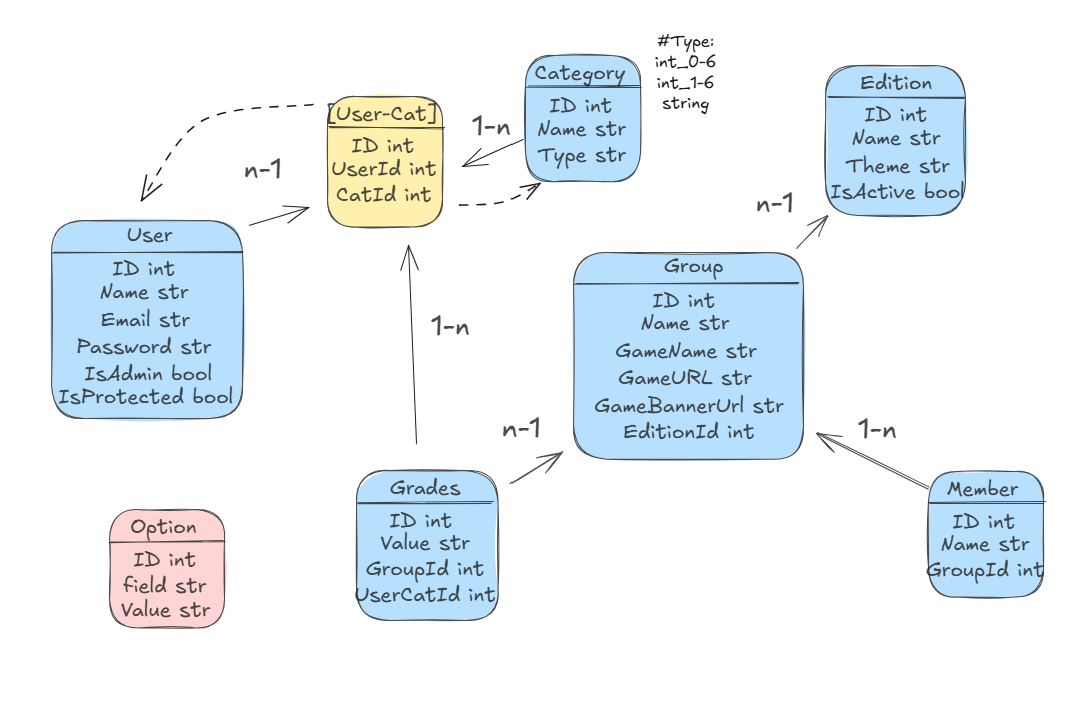 #Type:
int_0-6
int_1-6
string
Category
ID int
Name str
Type str
Edition
ID int
Name str
Theme str
IsActive bool
[User-Cat]
ID int
UserId int
CatId int
1-n
n-1
n-1
User
ID int
Name str
Email str
Password str
IsAdmin bool
IsProtected bool
Group
ID int
Name str
GameName str
GameURL str
GameBannerUrl str
EditionId int
1-n
n-1
1-n
Grades
ID int
Value str
GroupId int
UserCatId int
Member
ID int
Name str
GroupId int
Option
ID int
field str
Value str